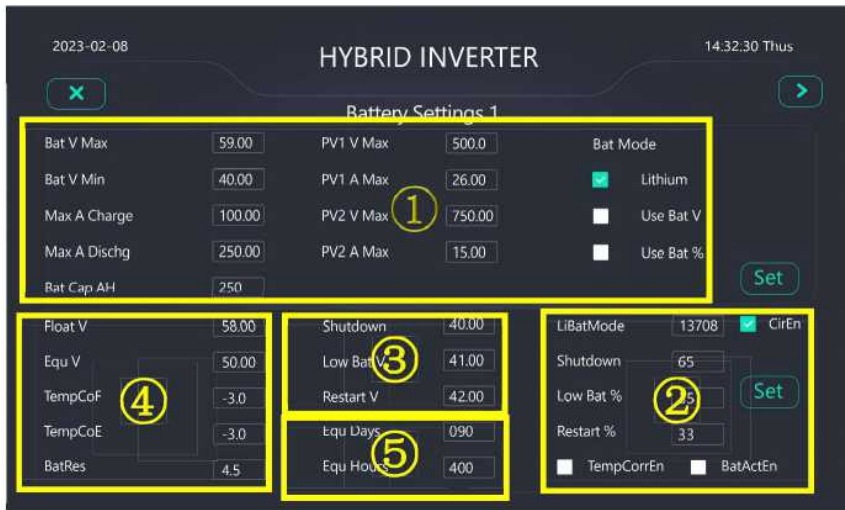 2023-02-08
HYBRID INVERTER
14:32:30 Thus
Battery Settings 1
Bat V Max 59.00 PV1 V Max 500.0 Bat Mode
Bat V Min 40.00 PV1 A Max 26.00 Lithium
Max A Charge 100.00 PV2 V Max 750.00 Use Bat V
Max A Dischg 250.00 PV2 A Max 15.00 Use Bat %
Bat Cap AH 250
Set
①
Float V 58.00
Equ V 50.00
TempCoF -3.0
TempCoE -3.0
BatRes 4.5
④
Shutdown 40.00
Low Bat V 41.00
Restart V 42.00
③
Equ Days 090
Equ Hours 400
⑤
LiBatMode 13708 CirEn
Shutdown 65
Low Bat %
Restart % 33
TempCorrEn BatActEn
Set
②